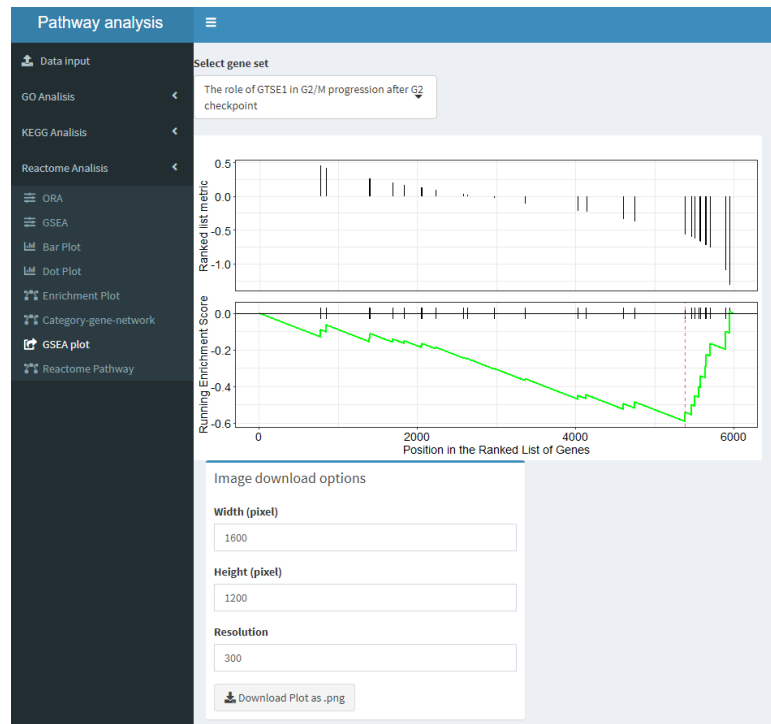 Pathway analysis
Data input
GO Analisis
KEGG Analisis
Reactome Analisis
ORA
GSEA
Bar Plot
Dot Plot
Enrichment Plot
Category-gene-network
GSEA plot
Reactome Pathway
Select gene set
The role of GTSE1 in G2/M progression after G2
checkpoint
Ranked list metric
0.5
0.0
-0.5
-1.0
Running Enrichment Score
0.0
-0.2
-0.4
-0.6
0 2000 4000 6000
Position in the Ranked List of Genes
Image download options
Width (pixel)
1600
Height (pixel)
1200
Resolution
300
Download Plot as .png